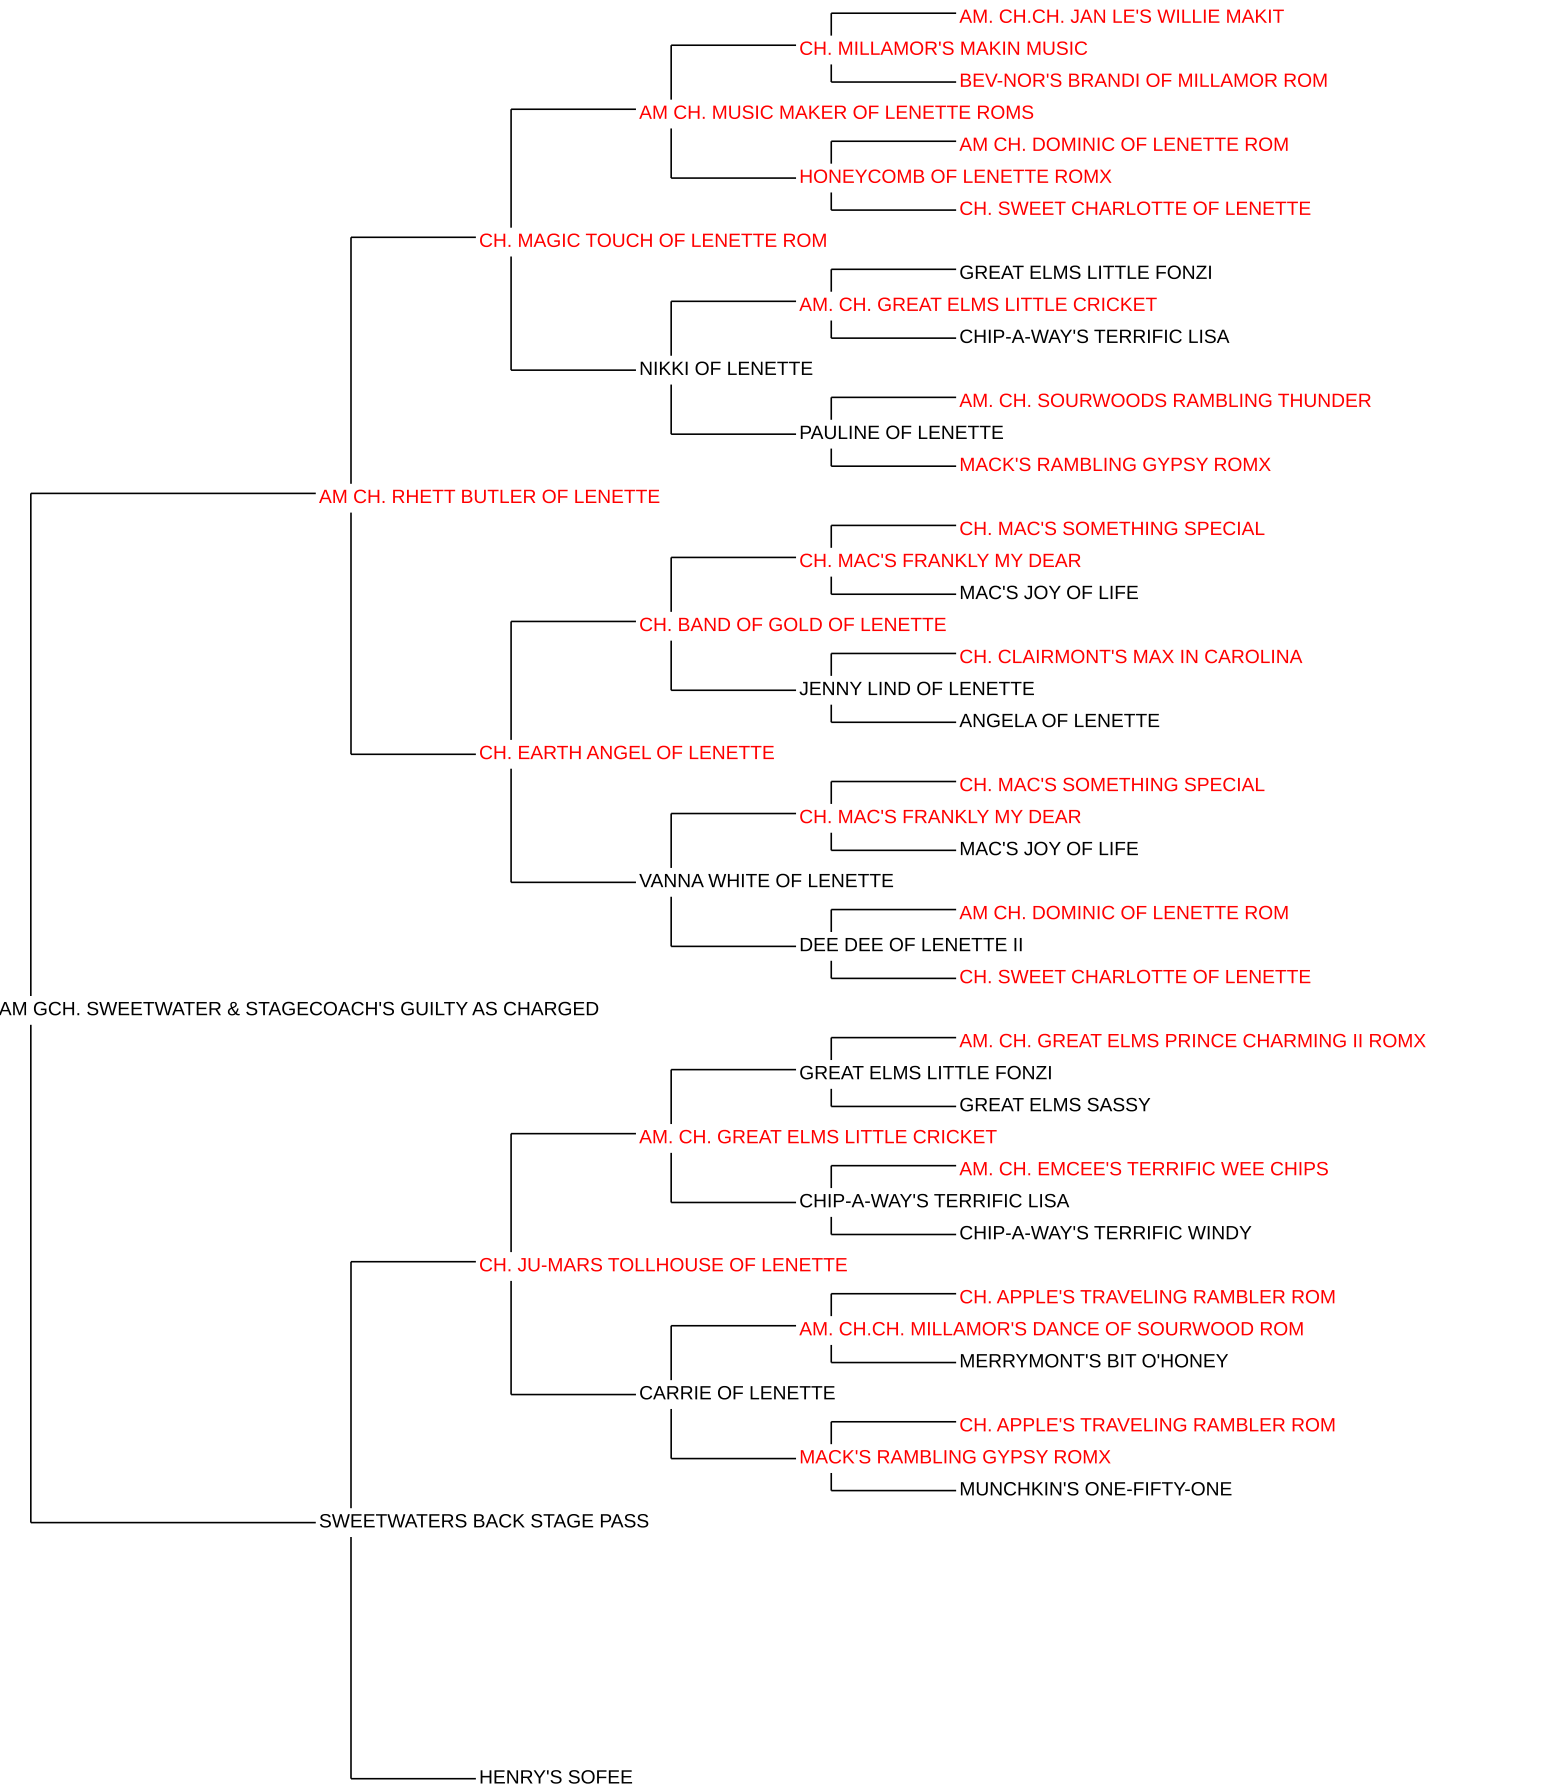 AM. CH.CH. JAN LE'S WILLIE MAKIT
CH. MILLAMOR'S MAKIN MUSIC
BEV-NOR'S BRANDI OF MILLAMOR ROM
AM CH. MUSIC MAKER OF LENETTE ROMS
AM CH. DOMINIC OF LENETTE ROM
HONEYCOMB OF LENETTE ROMX
CH. SWEET CHARLOTTE OF LENETTE
CH. MAGIC TOUCH OF LENETTE ROM
GREAT ELMS LITTLE FONZI
AM. CH. GREAT ELMS LITTLE CRICKET
CHIP-A-WAY'S TERRIFIC LISA
NIKKI OF LENETTE
AM. CH. SOURWOODS RAMBLING THUNDER
PAULINE OF LENETTE
MACK'S RAMBLING GYPSY ROMX
AM CH. RHETT BUTLER OF LENETTE
CH. MAC'S SOMETHING SPECIAL
CH. MAC'S FRANKLY MY DEAR
MAC'S JOY OF LIFE
CH. BAND OF GOLD OF LENETTE
CH. CLAIRMONT'S MAX IN CAROLINA
JENNY LIND OF LENETTE
ANGELA OF LENETTE
CH. EARTH ANGEL OF LENETTE
CH. MAC'S SOMETHING SPECIAL
CH. MAC'S FRANKLY MY DEAR
MAC'S JOY OF LIFE
VANNA WHITE OF LENETTE
AM CH. DOMINIC OF LENETTE ROM
DEE DEE OF LENETTE II
CH. SWEET CHARLOTTE OF LENETTE
AM GCH. SWEETWATER & STAGECOACH'S GUILTY AS CHARGED
AM. CH. GREAT ELMS PRINCE CHARMING II ROMX
GREAT ELMS LITTLE FONZI
GREAT ELMS SASSY
AM. CH. GREAT ELMS LITTLE CRICKET
AM. CH. EMCEE'S TERRIFIC WEE CHIPS
CHIP-A-WAY'S TERRIFIC LISA
CHIP-A-WAY'S TERRIFIC WINDY
CH. JU-MARS TOLLHOUSE OF LENETTE
CH. APPLE'S TRAVELING RAMBLER ROM
AM. CH.CH. MILLAMOR'S DANCE OF SOURWOOD ROM
MERRYMONT'S BIT O'HONEY
CARRIE OF LENETTE
CH. APPLE'S TRAVELING RAMBLER ROM
MACK'S RAMBLING GYPSY ROMX
MUNCHKIN'S ONE-FIFTY-ONE
SWEETWATERS BACK STAGE PASS
HENRY'S SOFEE